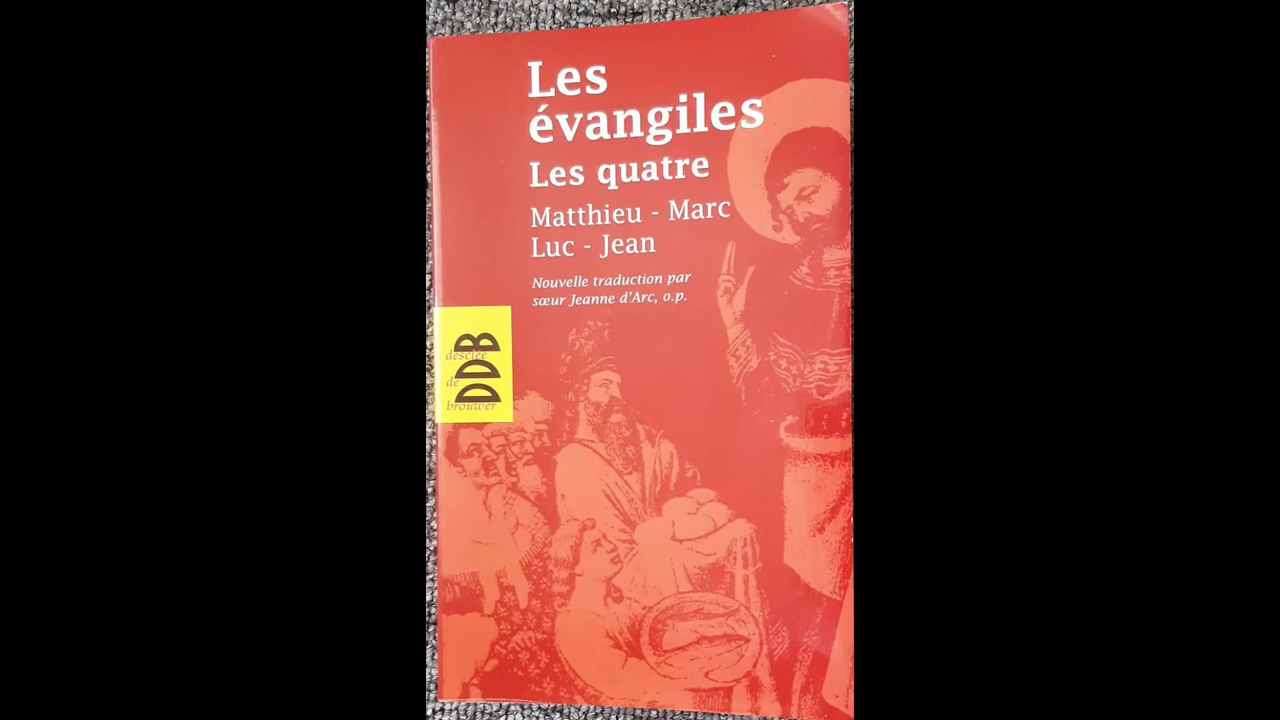 Les
évangiles
Les quatre
Matthieu - Marc
Luc - Jean
Nouvelle traduction par
sœur Jeanne d'Arc, o.p.
DDB
desclée
de
brouwer